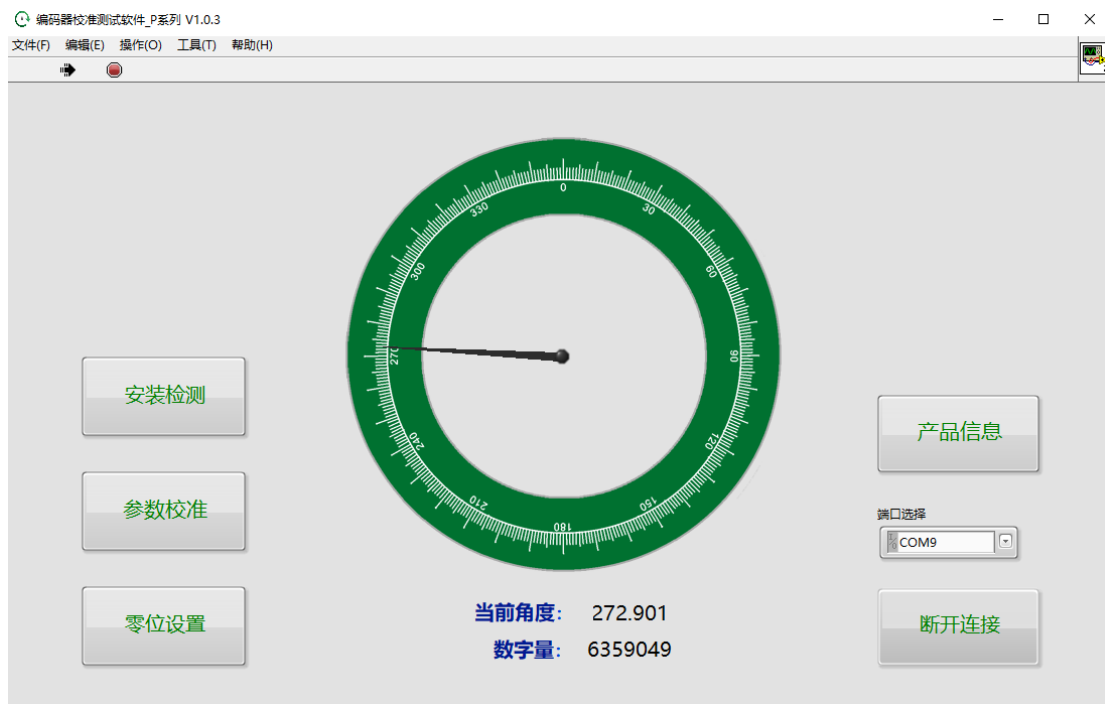 编码器校准测试软件_P系列 V1.0.3
文件(F) 编辑(E) 操作(O) 工具(T) 帮助(H)
0
30
60
90
120
150
180
210
240
270
300
330
安装检测
参数校准
零位设置
当前角度： 272.901
数字量： 6359049
产品信息
端口选择
COM9
断开连接